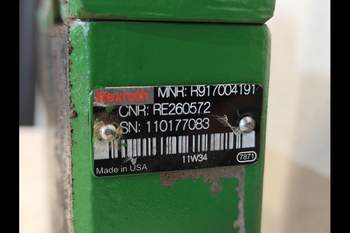 Rexroth MNR: R917004191
CNR: RE260572
SN: 110177083
11W34
Made in USA
7871